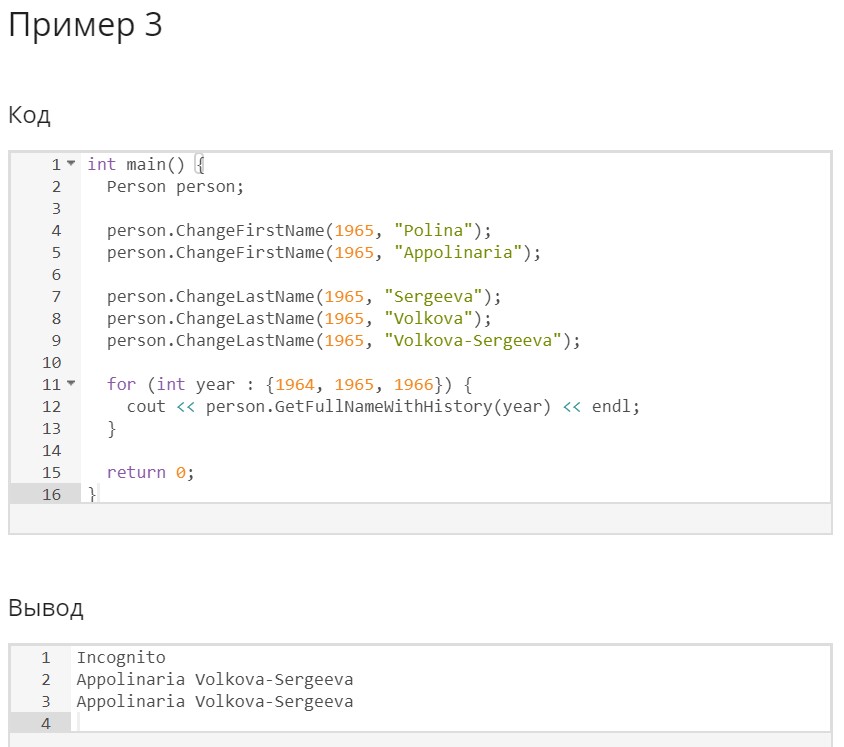 Пример 3
Код
1 int main() {
2   Person person;
3
4   person.ChangeFirstName(1965, "Polina");
5   person.ChangeFirstName(1965, "Appolinaria");
6
7   person.ChangeLastName(1965, "Sergeeva");
8   person.ChangeLastName(1965, "Volkova");
9   person.ChangeLastName(1965, "Volkova-Sergeeva");
10
11   for (int year : {1964, 1965, 1966}) {
12     cout << person.GetFullNameWithHistory(year) << endl;
13   }
14
15   return 0;
16 }
Вывод
1 Incognito
2 Appolinaria Volkova-Sergeeva
3 Appolinaria Volkova-Sergeeva
4